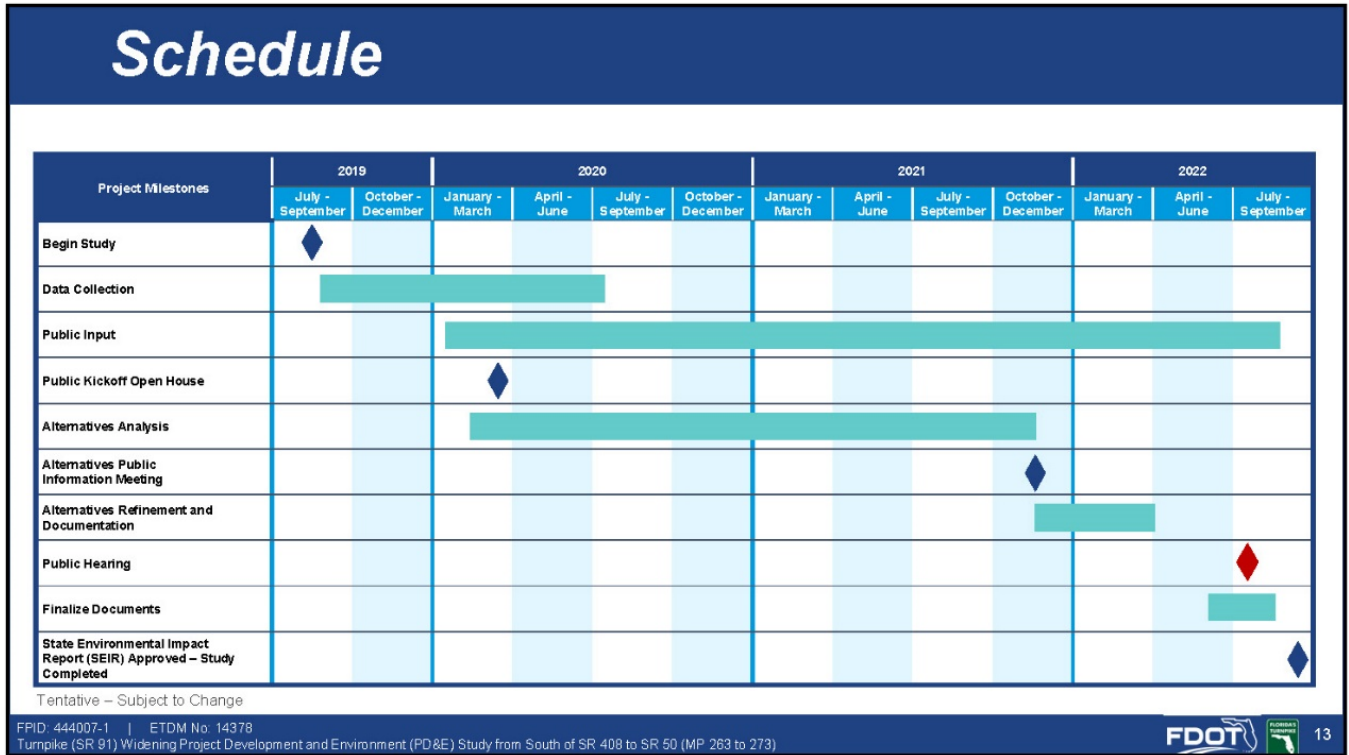 Schedule
Project Milestones
2019
2020
2021
2022
July -
September
October -
December
January -
March
April -
June
July -
September
October -
December
January -
March
April -
June
July -
September
October -
December
January -
March
April -
June
July -
September
Begin Study
Data Collection
Public Input
Public Kickoff Open House
Alternatives Analysis
Alternatives Public
Information Meeting
Alternatives Refinement and
Documentation
Public Hearing
Finalize Documents
State Environmental Impact
Report (SEIR) Approved – Study
Completed
Tentative – Subject to Change
FPID: 444007-1 | ETDM No: 14378
Turnpike (SR 91) Widening Project Development and Environment (PD&E) Study from South of SR 408 to SR 50 (MP 263 to 273)
FDOT
FLORIDA'S
TURNPIKE
13